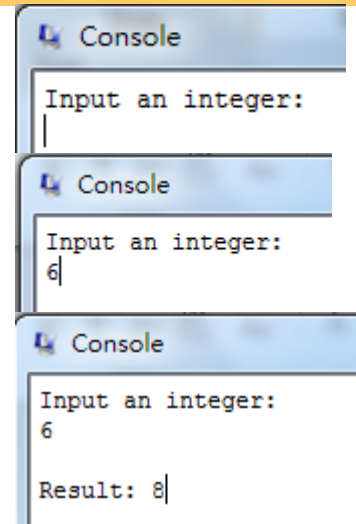 Console
Input an integer:
Console
Input an integer:
6
Console
Input an integer:
6
Result: 8